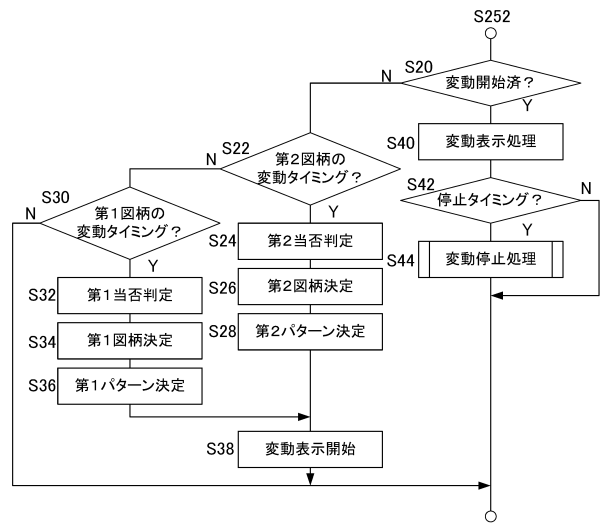 S252
S20
変動開始済？
N
Y
S40
変動表示処理
S42
停止タイミング？
N
Y
S44
変動停止処理
S22
第２図柄の
変動タイミング？
N
Y
S24
第２当否判定
S26
第２図柄決定
S28
第２パターン決定
S30
第１図柄の
変動タイミング？
N
Y
S32
第１当否判定
S34
第１図柄決定
S36
第１パターン決定
S38
変動表示開始